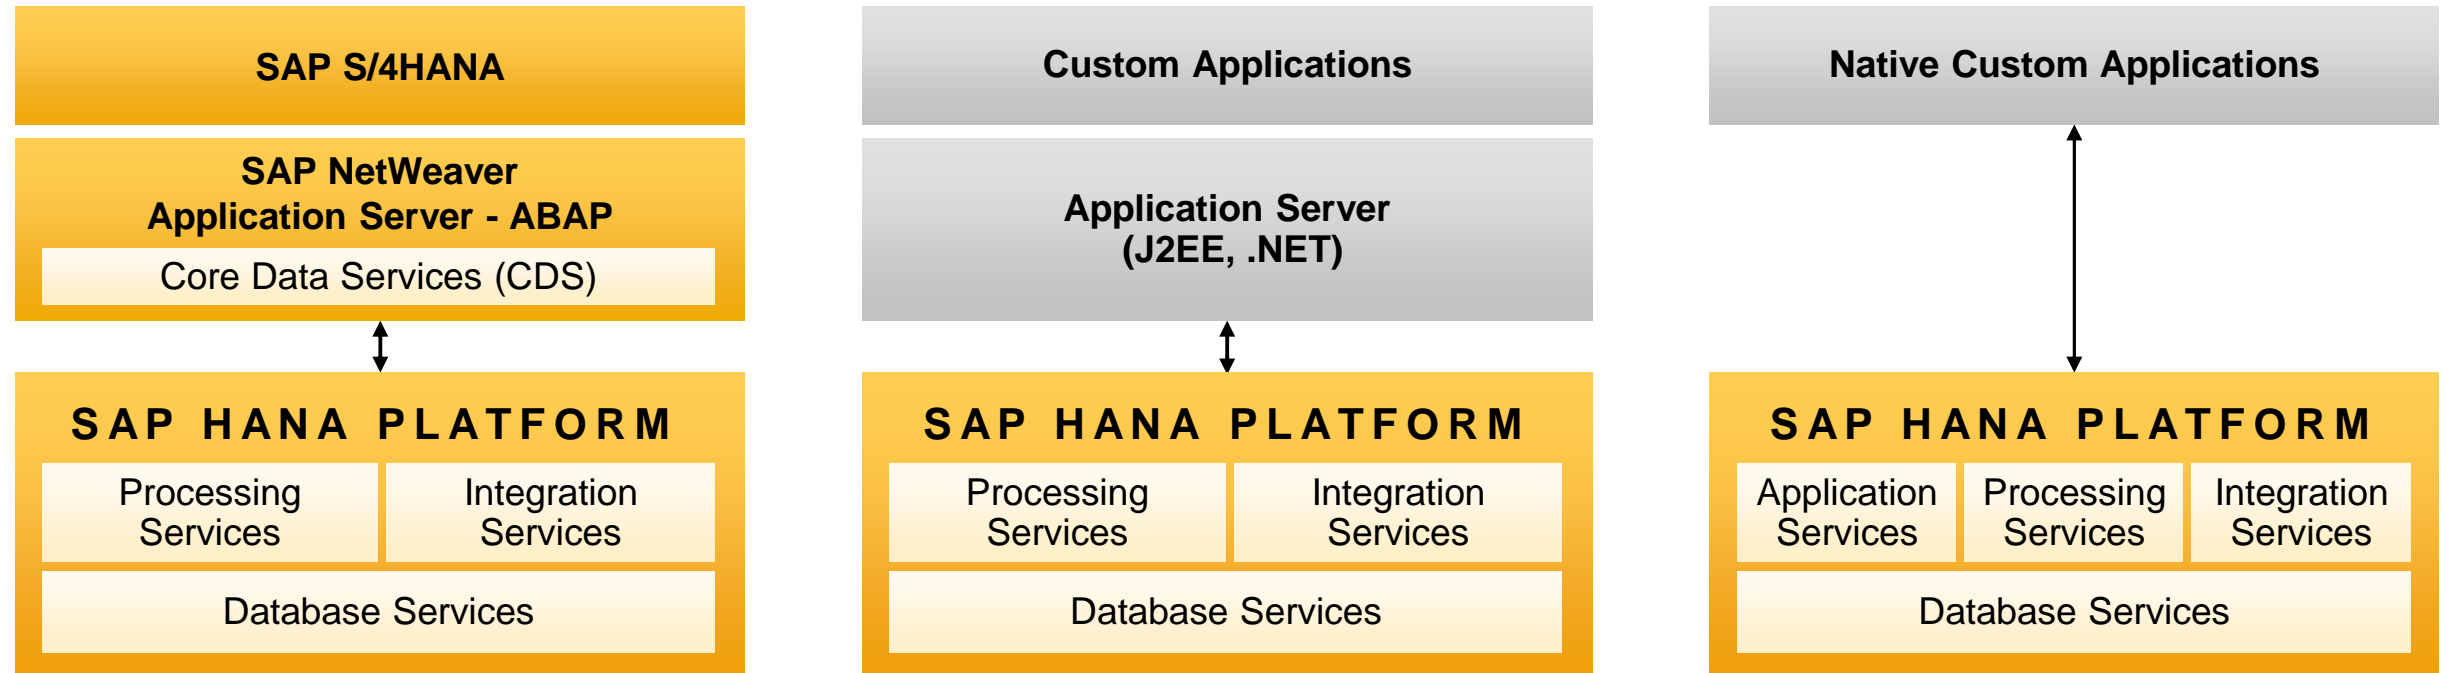 SAP S/4HANA
SAP NetWeaver
Application Server - ABAP
Core Data Services (CDS)
SAP HANA PLATFORM
Processing
Services
Integration
Services
Database Services
Custom Applications
Application Server
(J2EE, .NET)
SAP HANA PLATFORM
Processing
Services
Integration
Services
Database Services
Native Custom Applications
SAP HANA PLATFORM
Application
Services
Processing
Services
Integration
Services
Database Services